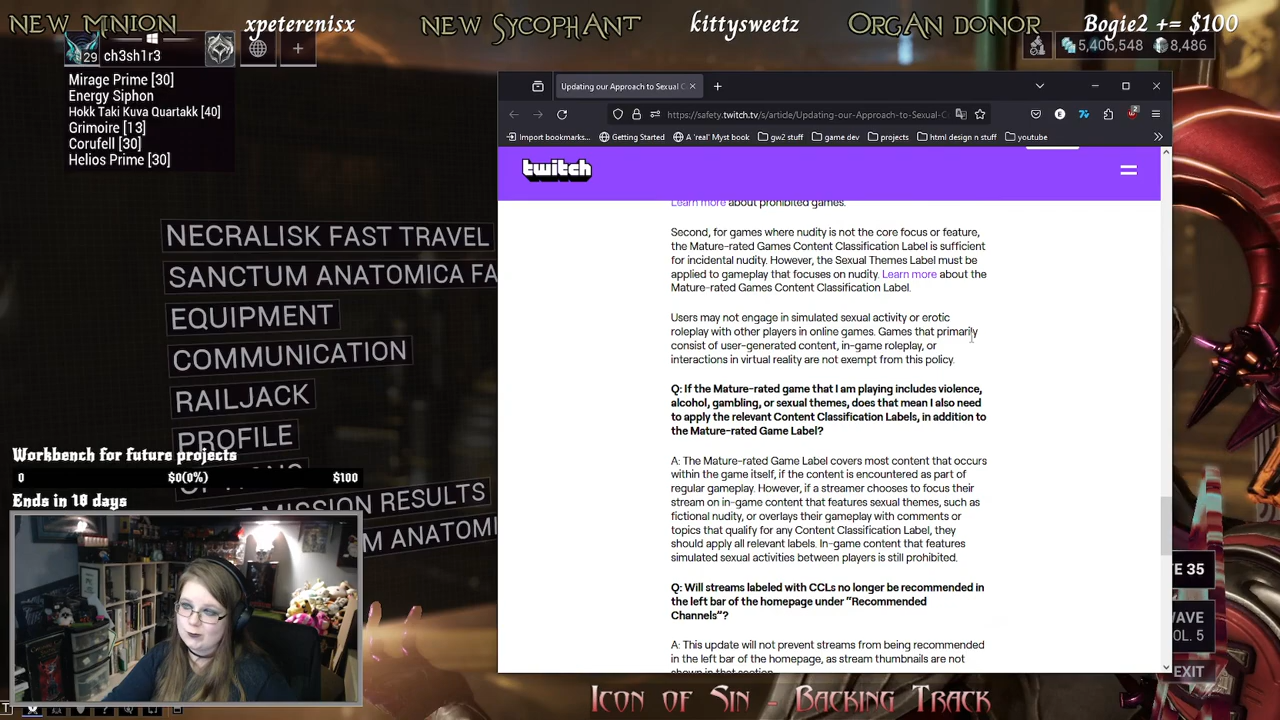 NEW MINION
xpeterenisx
NEW SYCOPHANT
kittysweetz
ORGAN DONOR
Bogie2 += $100
29
ch3sh1r3
+
5,406,548
8,486
Mirage Prime [30]
Energy Siphon
Hokk Taki Kuva Quartakk [40]
Grimoire [13]
Corufell [30]
Helios Prime [30]
NECRALISK FAST TRAVEL
SANCTUM ANATOMICA FA
EQUIPMENT
COMMUNICATION
RAILJACK
PROFILE
MISSION RESULTS
M ANATOMI
Workbench for future projects
0 $0(0%) $100
Ends in 10 days
Updating our Approach to Sexual C
https://safety.twitch.tv/s/article/Updating-our-Approach-to-Sexual-C
Import bookmarks...
Getting Started
A 'real' Myst book
gw2 stuff
game dev
projects
html design n stuff
youtube
twitch
Learn more about prohibited games.
Second, for games where nudity is not the core focus or feature,
the Mature-rated Games Content Classification Label is sufficient
for incidental nudity. However, the Sexual Themes Label must be
applied to gameplay that focuses on nudity. Learn more about the
Mature-rated Games Content Classification Label.
Users may not engage in simulated sexual activity or erotic
roleplay with other players in online games. Games that primarily
consist of user-generated content, in-game roleplay, or
interactions in virtual reality are not exempt from this policy.
Q: If the Mature-rated game that I am playing includes violence,
alcohol, gambling, or sexual themes, does that mean I also need
to apply the relevant Content Classification Labels, in addition to
the Mature-rated Game Label?
A: The Mature-rated Game Label covers most content that occurs
within the game itself, if the content is encountered as part of
regular gameplay. However, if a streamer chooses to focus their
stream on in-game content that features sexual themes, such as
fictional nudity, or overlays their gameplay with comments or
topics that qualify for any Content Classification Label, they
should apply all relevant labels. In-game content that features
simulated sexual activities between players is still prohibited.
Q: Will streams labeled with CCLs no longer be recommended in
the left bar of the homepage under "Recommended
Channels"?
A: This update will not prevent streams from being recommended
in the left bar of the homepage, as stream thumbnails are not
shown in that section.
TE 35
WAVE
OL. 5
EXIT
T
Icon of Sin - Backing Track